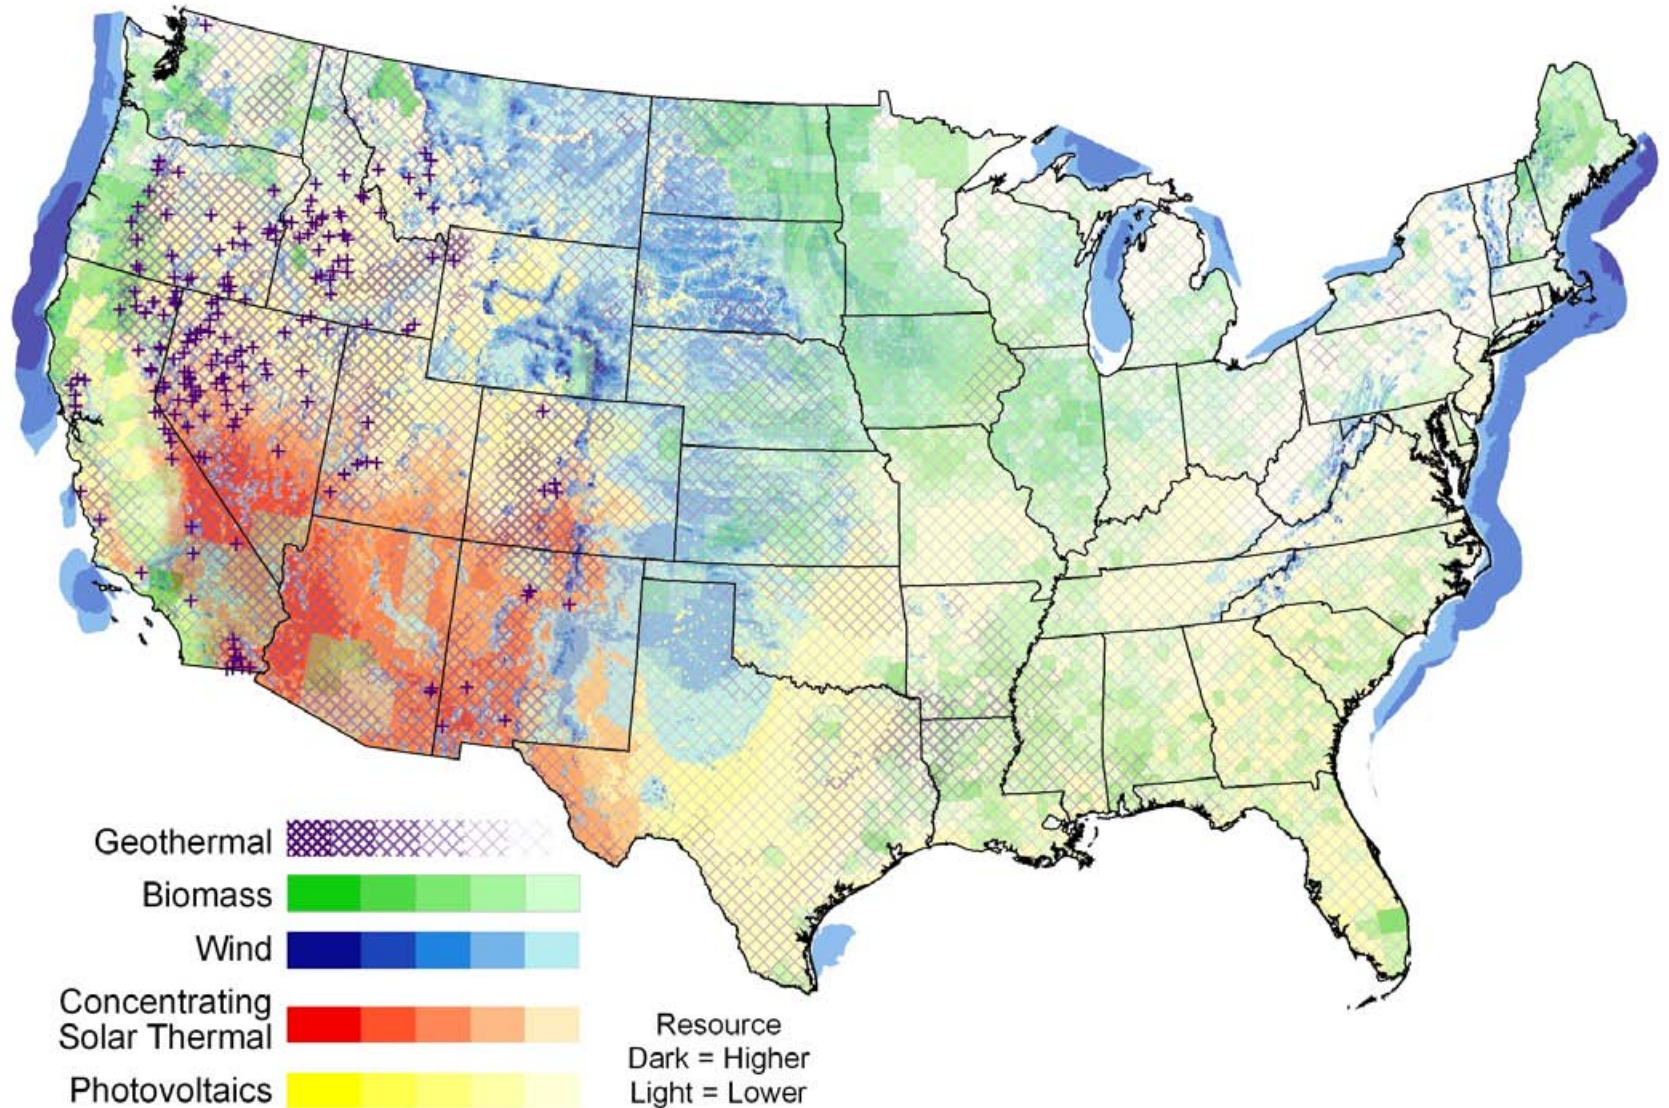 Geothermal
Biomass
Wind
Concentrating
Solar Thermal
Photovoltaics
Resource
Dark = Higher
Light = Lower